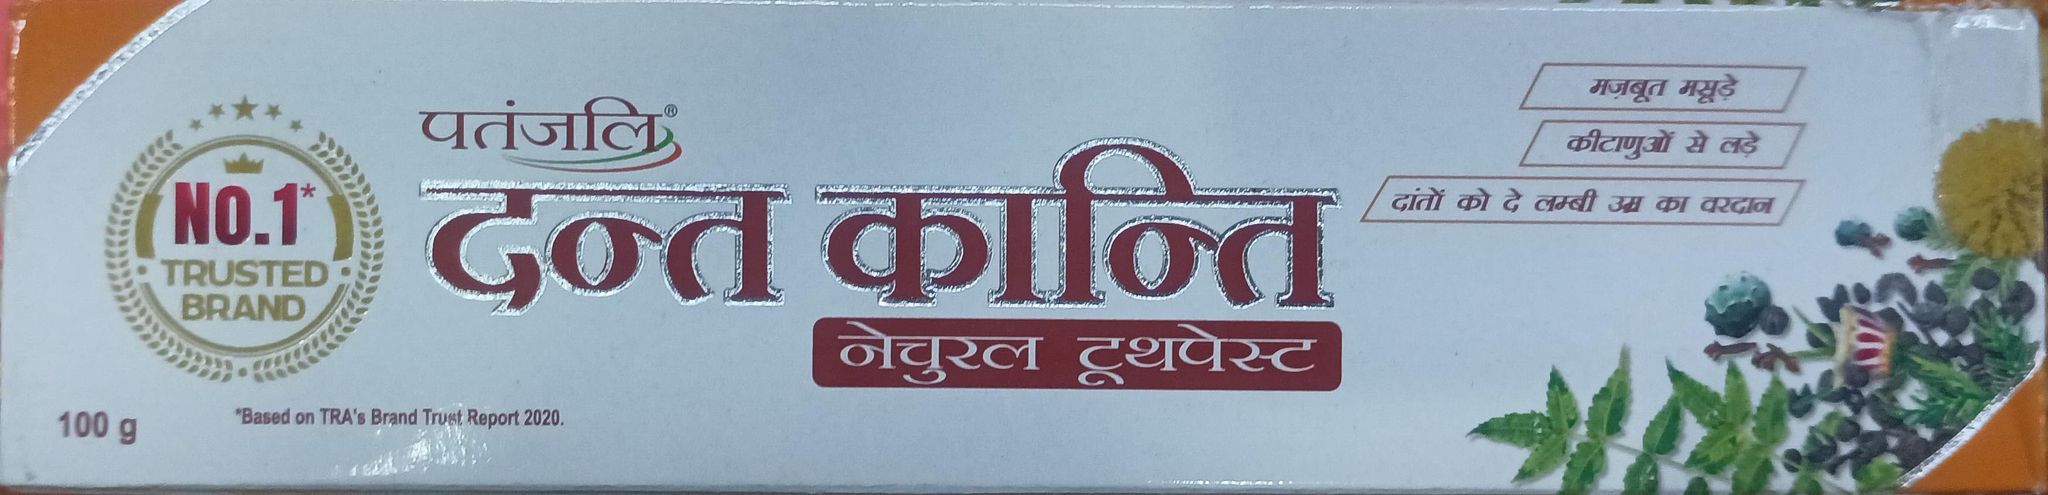 NO.1*
TRUSTED
BRAND
पतंजलि®
दन्त कान्ति
नेचुरल टूथपेस्ट
मज़बूत मसूड़े
कीटाणुओं से लड़े
दांतों को दे लम्बी उम्र का वरदान
100 g
*Based on TRA's Brand Trust Report 2020.